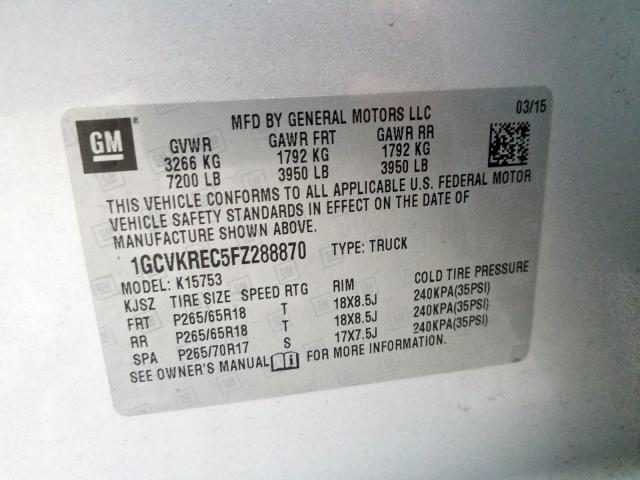 GM
MFD BY GENERAL MOTORS LLC 03/15
GVWR GAWR FRT GAWR RR
3266 KG 1792 KG 1792 KG
7200 LB 3950 LB 3950 LB
THIS VEHICLE CONFORMS TO ALL APPLICABLE U.S. FEDERAL MOTOR
VEHICLE SAFETY STANDARDS IN EFFECT ON THE DATE OF
MANUFACTURE SHOWN ABOVE.
1GCVKREC5FZ288870 TYPE: TRUCK
MODEL: K15753
KJSZ TIRE SIZE SPEED RTG RIM COLD TIRE PRESSURE
FRT P265/65R18 T 18X8.5J 240KPA(35PSI)
RR P265/65R18 T 18X8.5J 240KPA(35PSI)
SPA P265/70R17 S 17X7.5J 240KPA(35PSI)
SEE OWNER'S MANUAL i FOR MORE INFORMATION.